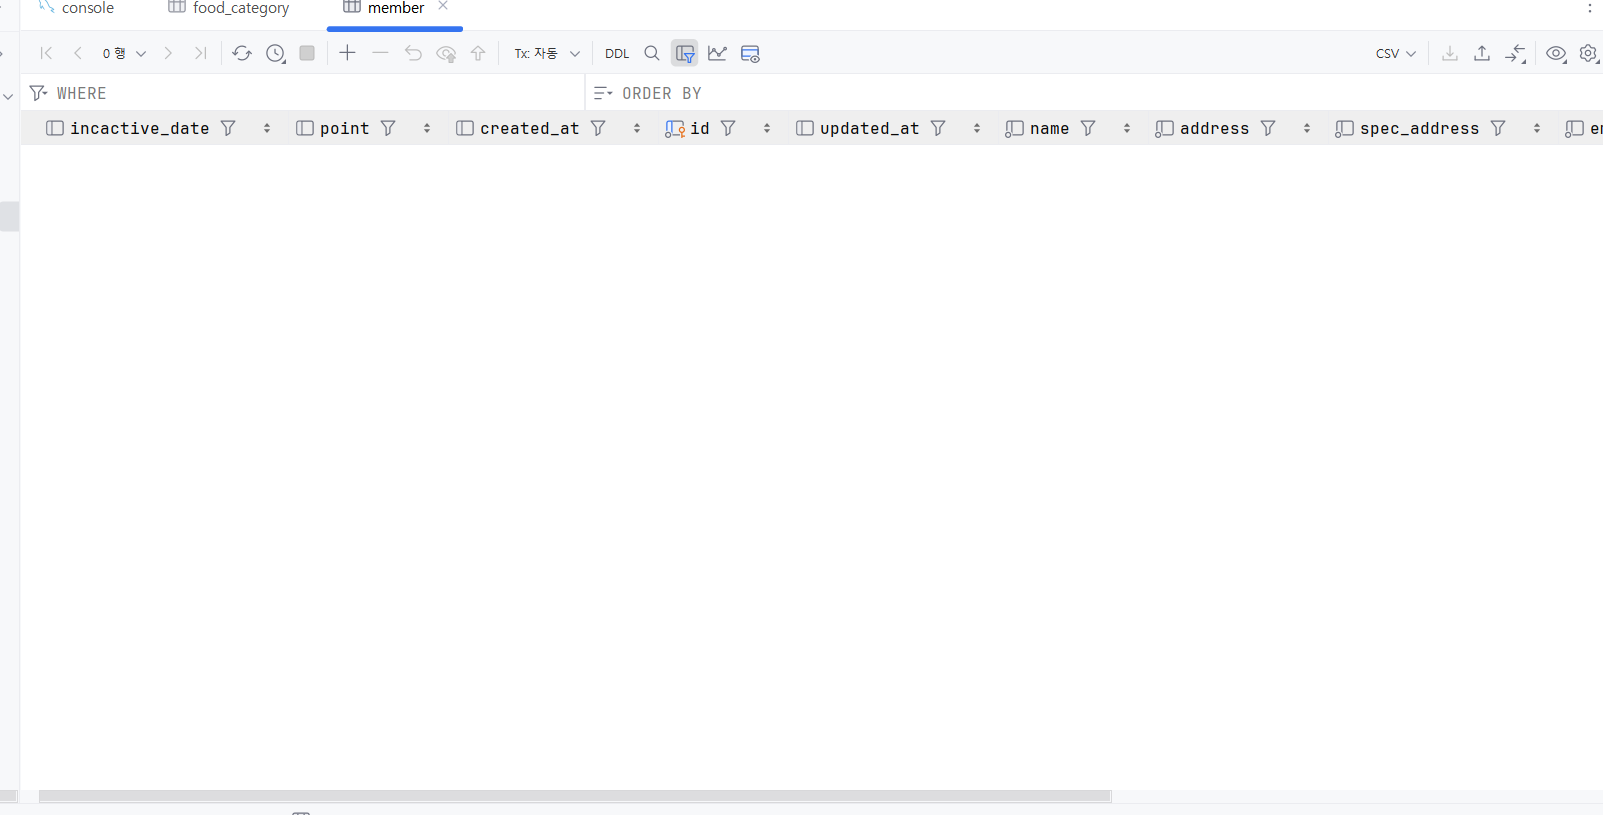 console food_category member
0 행 Tx: 자동 DDL CSV
WHERE ORDER BY
incactive_date point created_at id updated_at name address spec_address